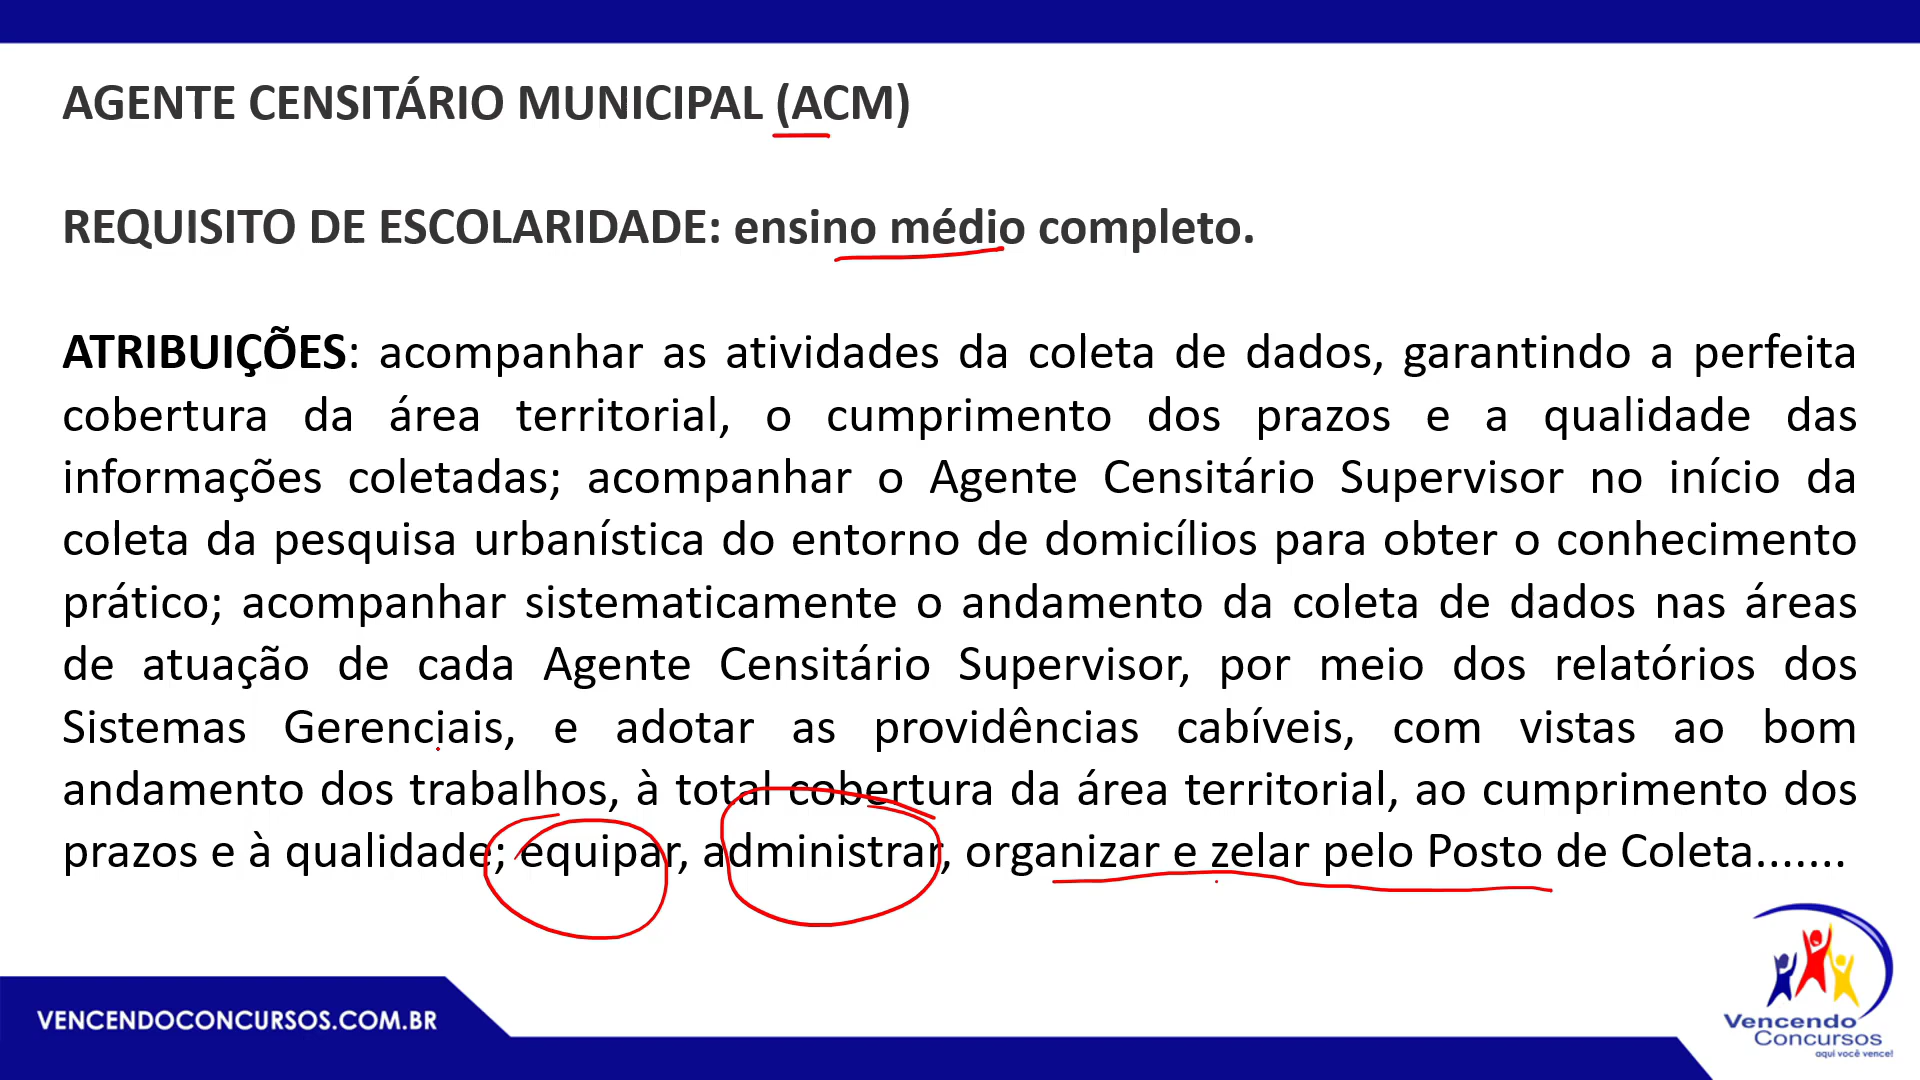 AGENTE CENSITÁRIO MUNICIPAL (ACM)
REQUISITO DE ESCOLARIDADE: ensino médio completo.
ATRIBUIÇÕES: acompanhar as atividades da coleta de dados, garantindo a perfeita
cobertura da área territorial, o cumprimento dos prazos e a qualidade das
informações coletadas; acompanhar o Agente Censitário Supervisor no início da
coleta da pesquisa urbanística do entorno de domicílios para obter o conhecimento
prático; acompanhar sistematicamente o andamento da coleta de dados nas áreas
de atuação de cada Agente Censitário Supervisor, por meio dos relatórios dos
Sistemas Gerenciais, e adotar as providências cabíveis, com vistas ao bom
andamento dos trabalhos, à total cobertura da área territorial, ao cumprimento dos
prazos e à qualidade; equipar, administrar, organizar e zelar pelo Posto de Coleta.......
VENCENDOCONCURSOS.COM.BR
Vencendo
Concursos
aqui você vence!